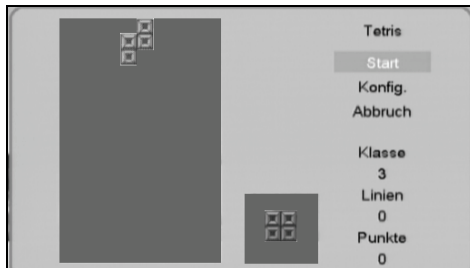 Tetris
Start
Konfig.
Abbruch
Klasse
3
Linien
0
Punkte
0